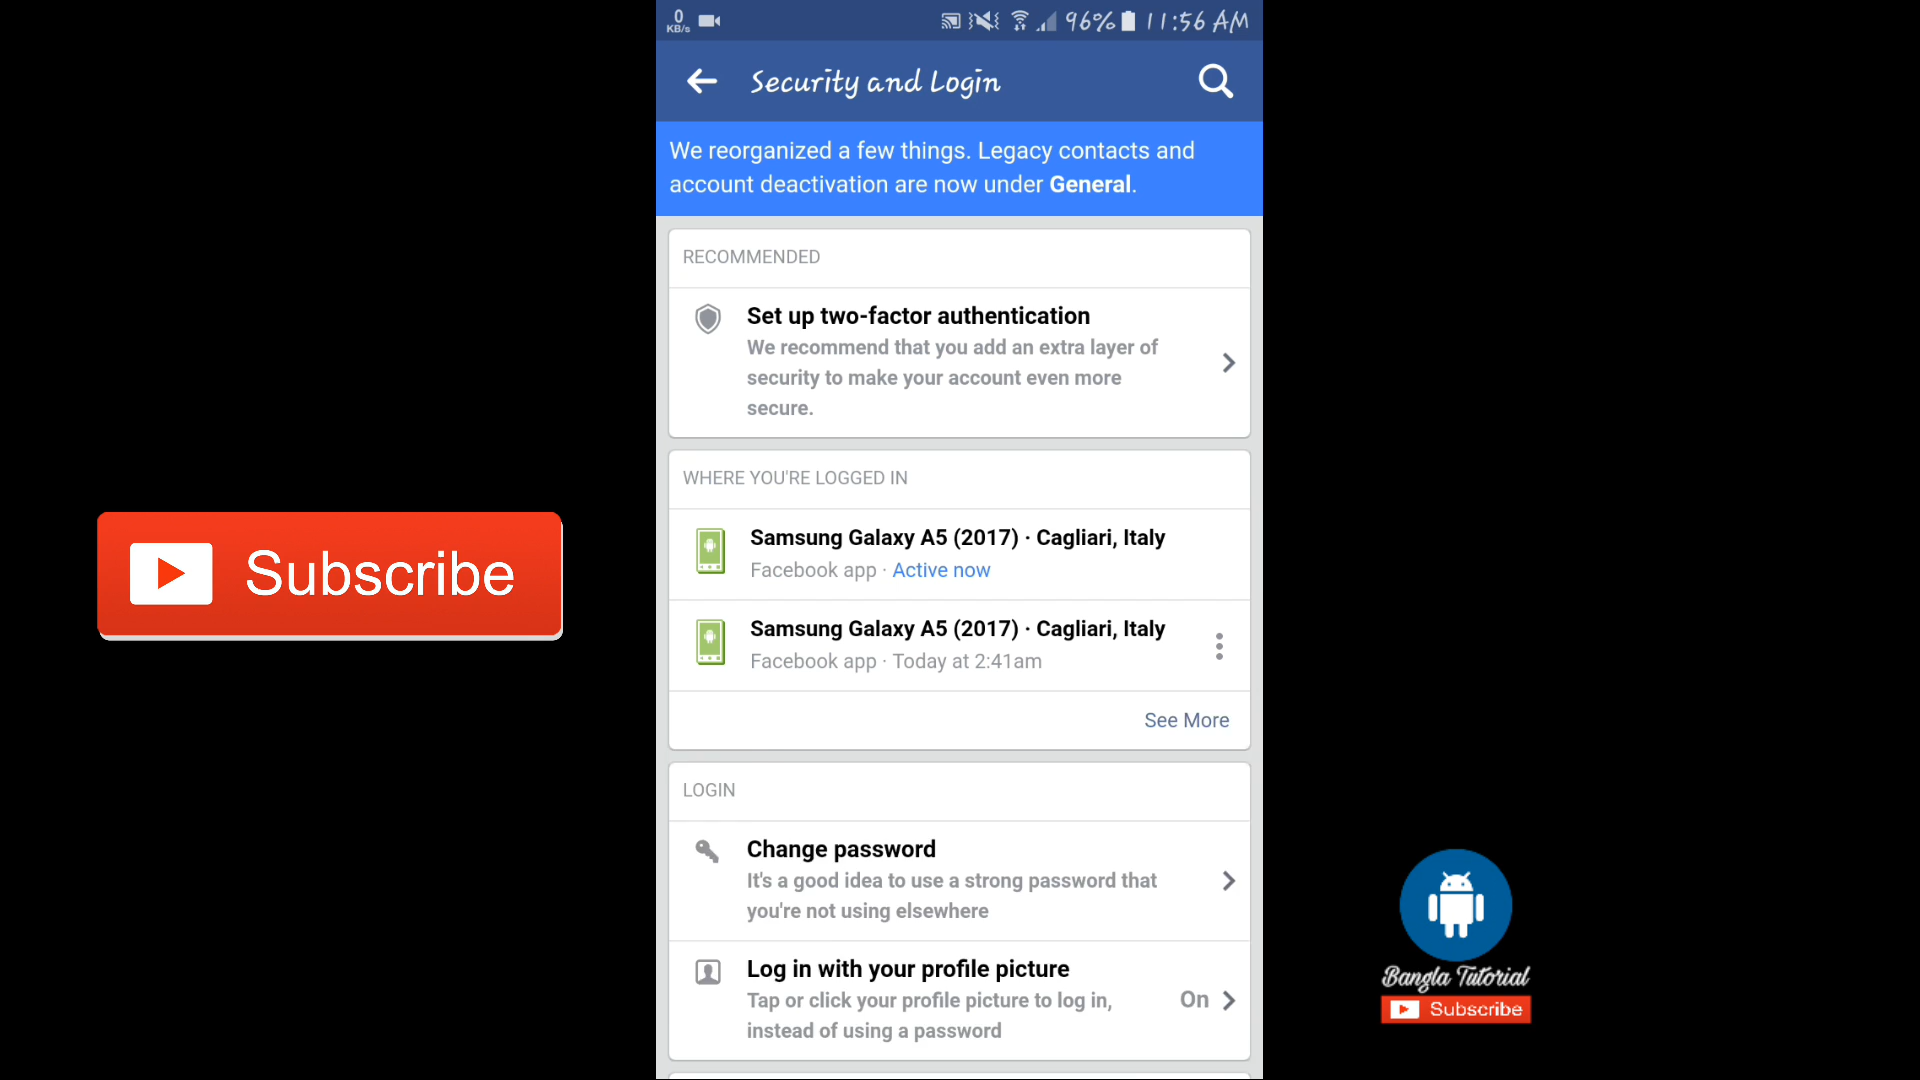 0
KB/s
96% 11:56 AM
Security and Login
We reorganized a few things. Legacy contacts and
account deactivation are now under General.
RECOMMENDED
Set up two-factor authentication
We recommend that you add an extra layer of
security to make your account even more
secure.
WHERE YOU'RE LOGGED IN
Samsung Galaxy A5 (2017) · Cagliari, Italy
Facebook app · Active now
Samsung Galaxy A5 (2017) · Cagliari, Italy
Facebook app · Today at 2:41am
See More
LOGIN
Change password
It's a good idea to use a strong password that
you're not using elsewhere
Log in with your profile picture
Tap or click your profile picture to log in,
instead of using a password
On
Subscribe
Bangla Tutorial
Subscribe